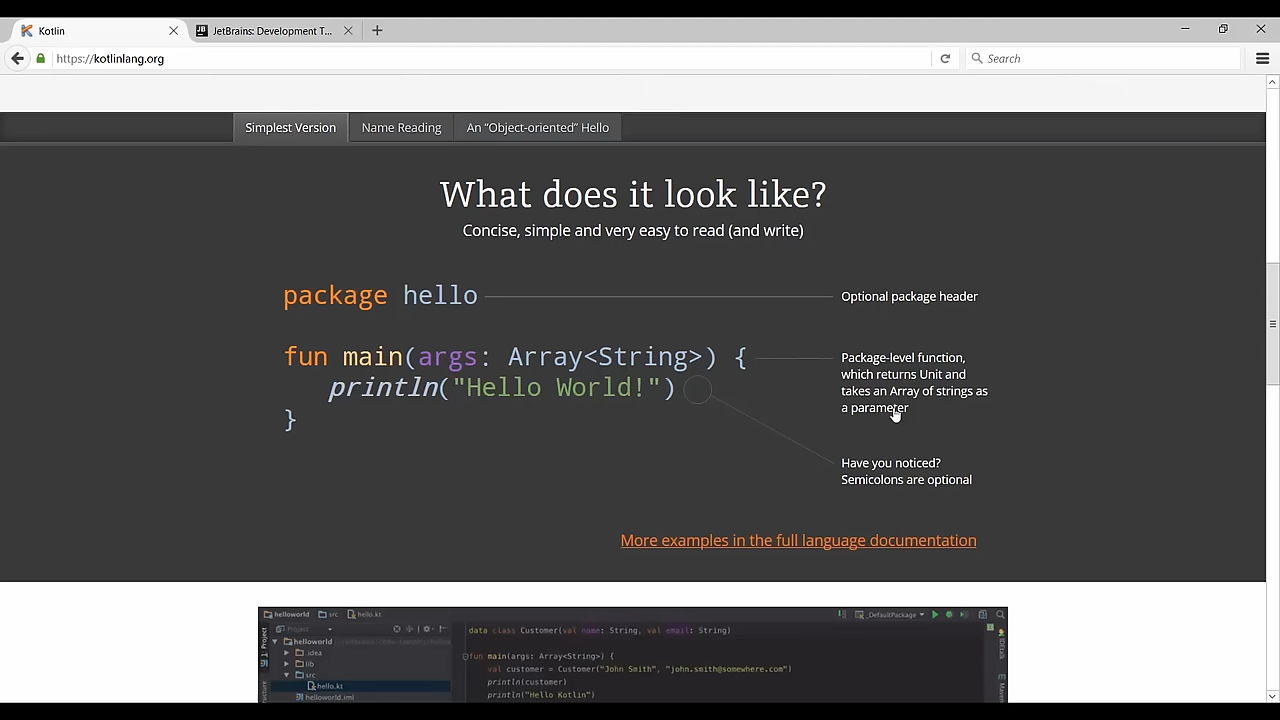 Kotlin
JetBrains: Development T...
https://kotlinlang.org
Search
Simplest Version
Name Reading
An “Object-oriented” Hello
What does it look like?
Concise, simple and very easy to read (and write)
package hello
Optional package header
fun main(args: Array<String>) {
println("Hello World!")
}
Package-level function,
which returns Unit and
takes an Array of strings as
a parameter
Have you noticed?
Semicolons are optional
More examples in the full language documentation
helloworld src hello.kt
_DefaultPackage
Project
helloworld
.idea
lib
src
hello.kt
helloworld.iml
1: Project
data class Customer(val name: String, val email: String)
fun main(args: Array<String>) {
val customer = Customer("John Smith", "john.smith@somewhere.com")
println(customer)
println("Hello Kotlin")